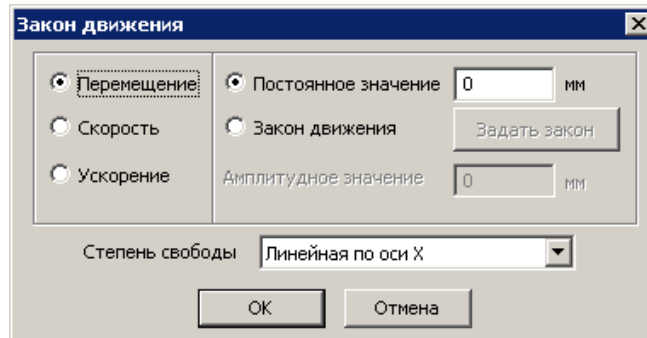 Закон движения
Перемещение Постоянное значение 0 мм
Скорость Закон движения Задать закон
Ускорение Амплитудное значение 0 мм
Степень свободы Линейная по оси X
OK Отмена